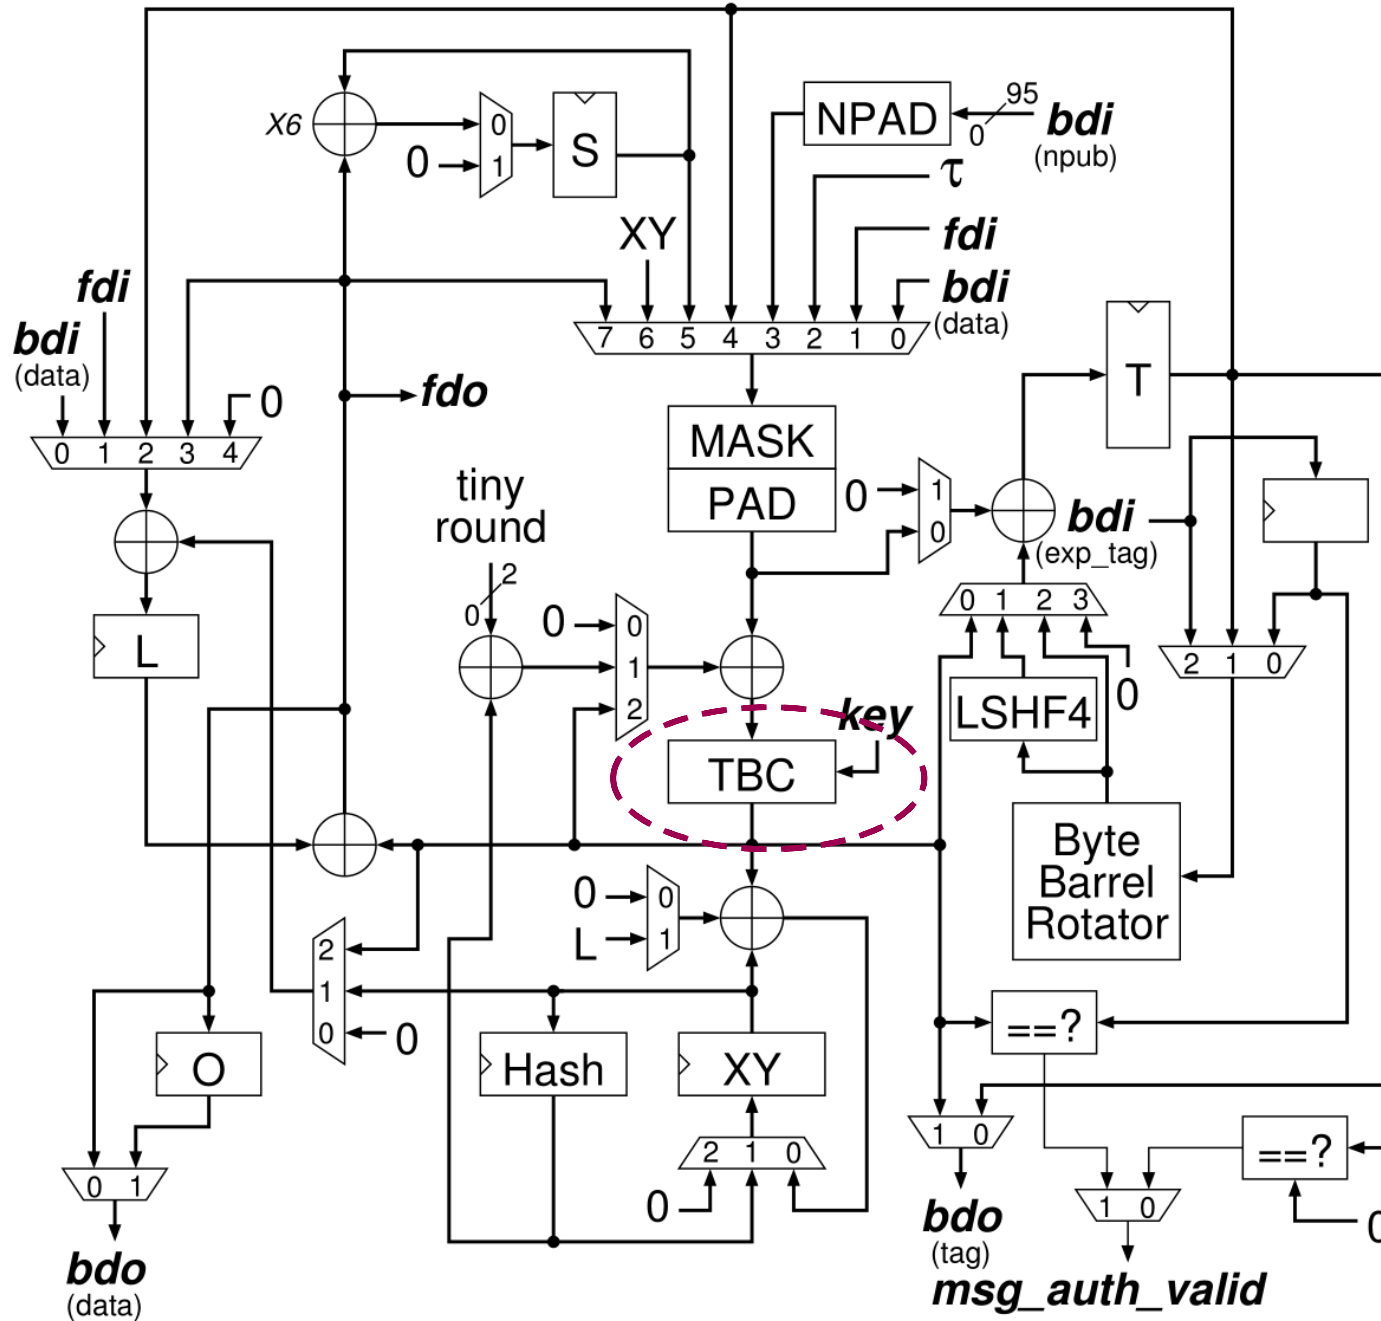 X6
0
0
1
S
NPAD
95
0
bdi
(npub)
τ
XY
fdi
bdi
(data)
7 6 5 4 3 2 1 0
fdi
bdi
(data)
0
0 1 2 3 4
fdo
T
MASK
PAD
0
1
0
bdi
(exp_tag)
tiny
round
2
0
0
0
1
2
0 1 2 3
0
2 1 0
L
LSHF4
key
TBC
Byte
Barrel
Rotator
0
L
0
1
2
1
0
0
O
Hash
XY
==?
2 1 0
0
0 1
bdo
(data)
1 0
bdo
(tag)
==?
0
1 0
msg_auth_valid